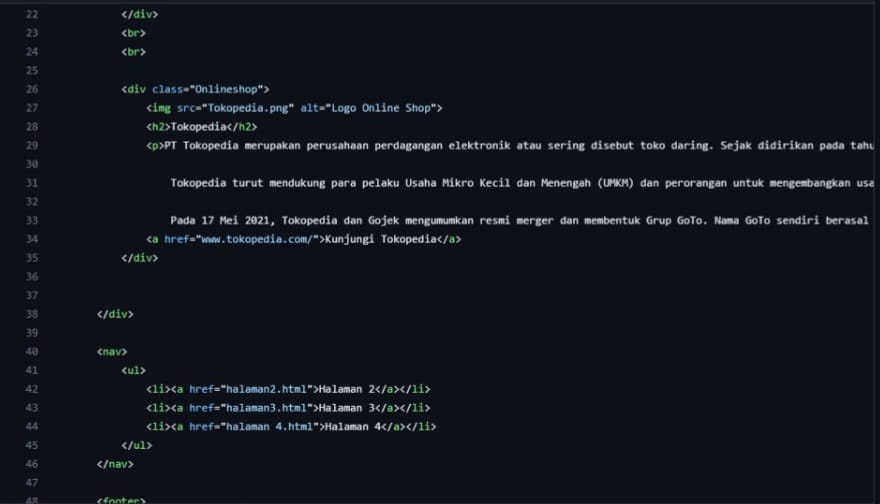 22 </div>
23 <br>
24 <br>
25
26 <div class="Onlineshop">
27 <img src="Tokopedia.png" alt="Logo Online Shop">
28 <h2>Tokopedia</h2>
29 <p>PT Tokopedia merupakan perusahaan perdagangan elektronik atau sering disebut toko daring. Sejak didirikan pada tahu
30
31 Tokopedia turut mendukung para pelaku Usaha Mikro Kecil dan Menengah (UMKM) dan perorangan untuk mengembangkan usa
32
33 Pada 17 Mei 2021, Tokopedia dan Gojek mengumumkan resmi merger dan membentuk Grup GoTo. Nama GoTo sendiri berasal
34 <a href="www.tokopedia.com/">Kunjungi Tokopedia</a>
35 </div>
36
37
38 </div>
39
40 <nav>
41 <ul>
42 <li><a href="halaman2.html">Halaman 2</a></li>
43 <li><a href="halaman3.html">Halaman 3</a></li>
44 <li><a href="halaman 4.html">Halaman 4</a></li>
45 </ul>
46 </nav>
47
48 <footer>